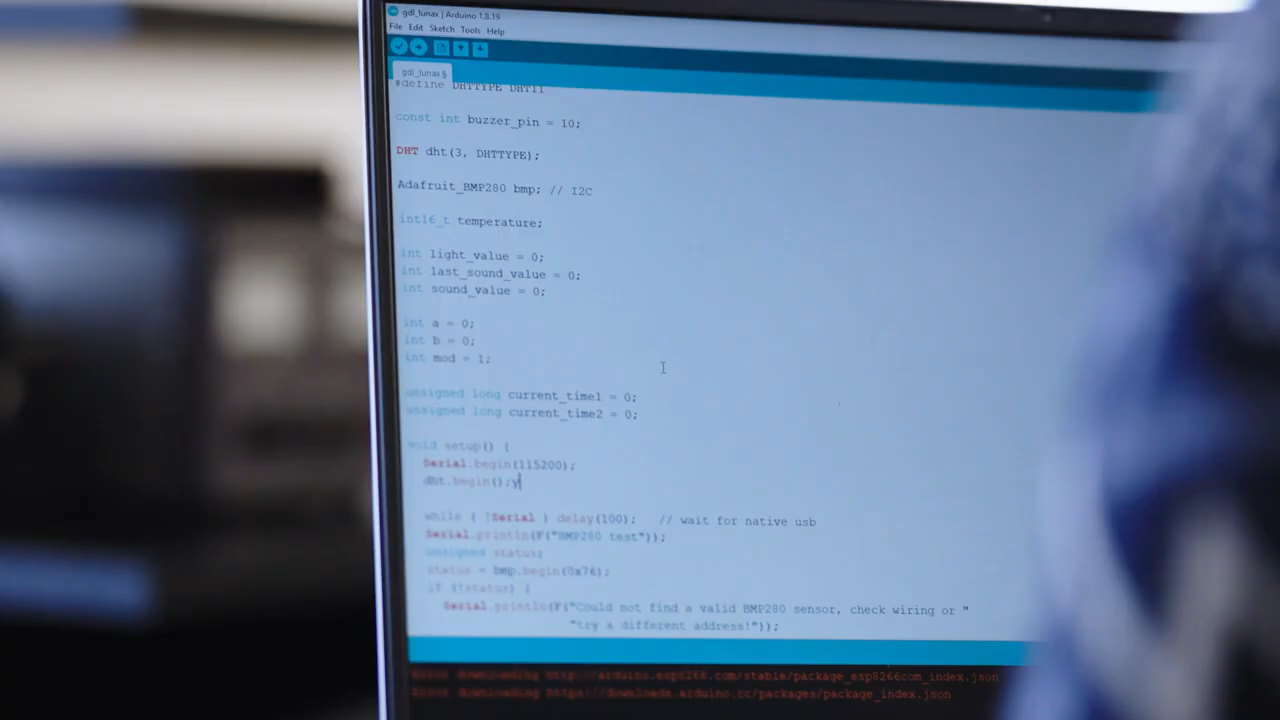 gdl_lunax | Arduino 1.8.19
File Edit Sketch Tools Help
gdl_lunax §
#define DHTTYPE DHT11
const int buzzer_pin = 10;
DHT dht(3, DHTTYPE);
Adafruit_BMP280 bmp; // I2C
int16_t temperature;
int light_value = 0;
int last_sound_value = 0;
int sound_value = 0;
int a = 0;
int b = 0;
int mod = 1;
unsigned long current_time1 = 0;
unsigned long current_time2 = 0;
void setup() {
Serial.begin(115200);
dht.begin();y
while ( !Serial ) delay(100);   // wait for native usb
Serial.println(F("BMP280 test"));
unsigned status;
status = bmp.begin(0x76);
if (!status) {
Serial.println(F("Could not find a valid BMP280 sensor, check wiring or "
"try a different address!"));
Error downloading http://arduino.esp8266.com/stable/package_esp8266com_index.json
Error downloading https://downloads.arduino.cc/packages/package_index.json